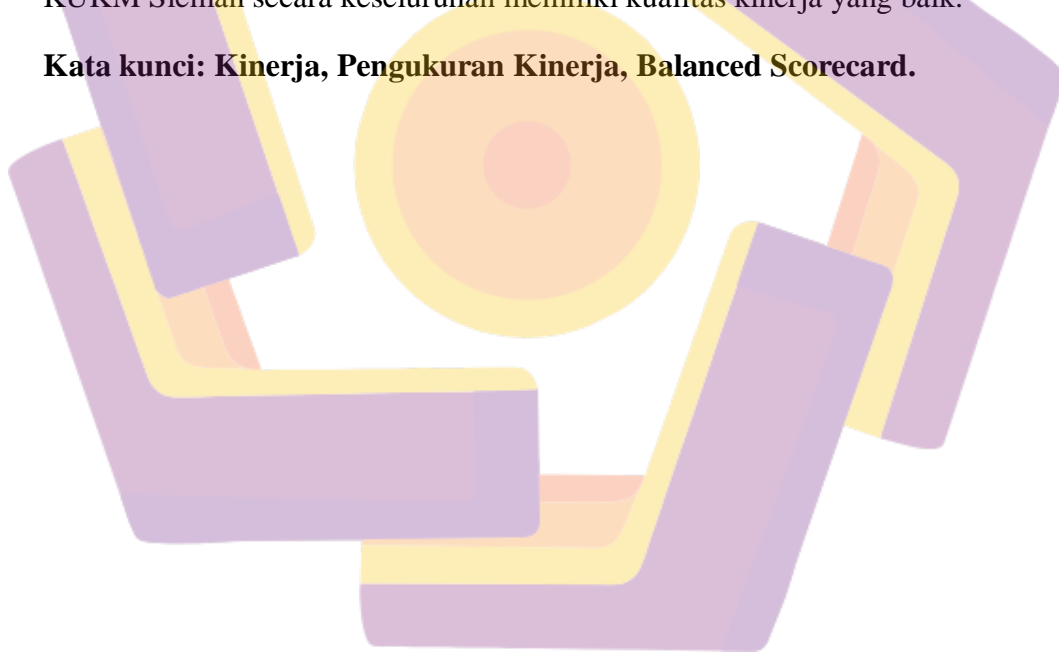 KUKM Sleman secara keseluruhan memiliki kualitas kinerja yang baik.
Kata kunci: Kinerja, Pengukuran Kinerja, Balanced Scorecard.